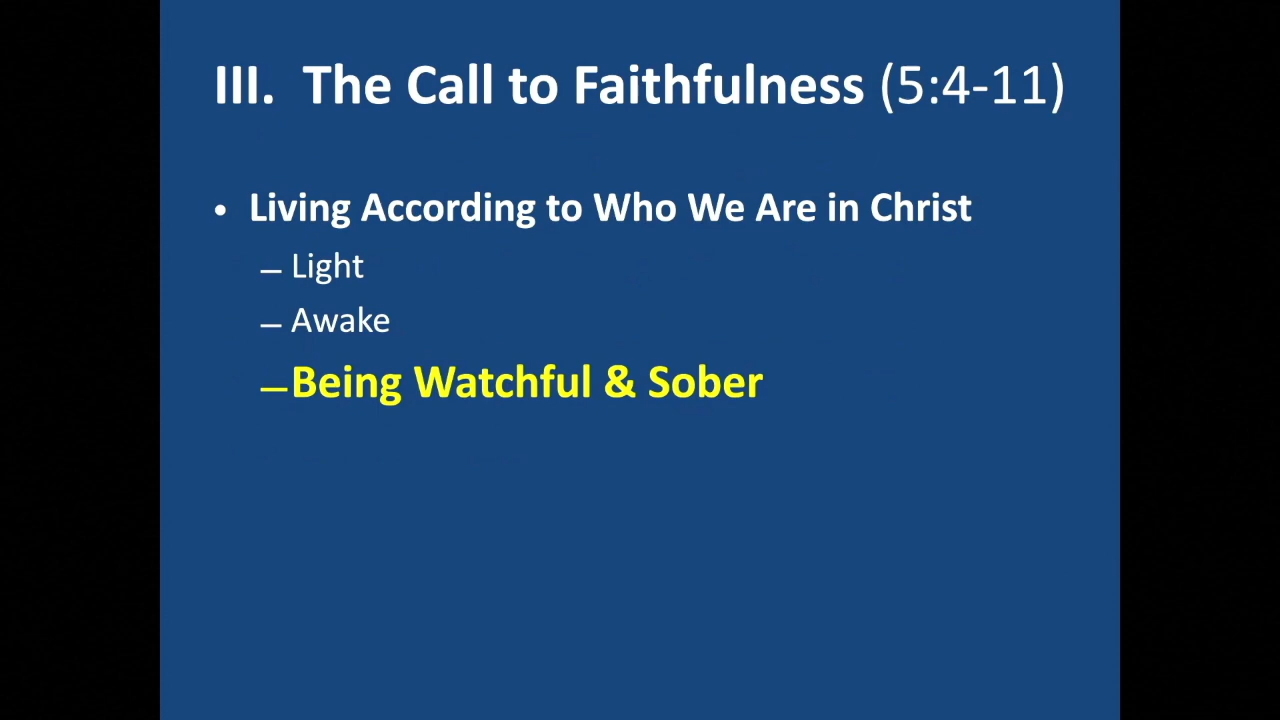 III. The Call to Faithfulness (5:4-11)
• Living According to Who We Are in Christ
– Light
– Awake
– Being Watchful & Sober